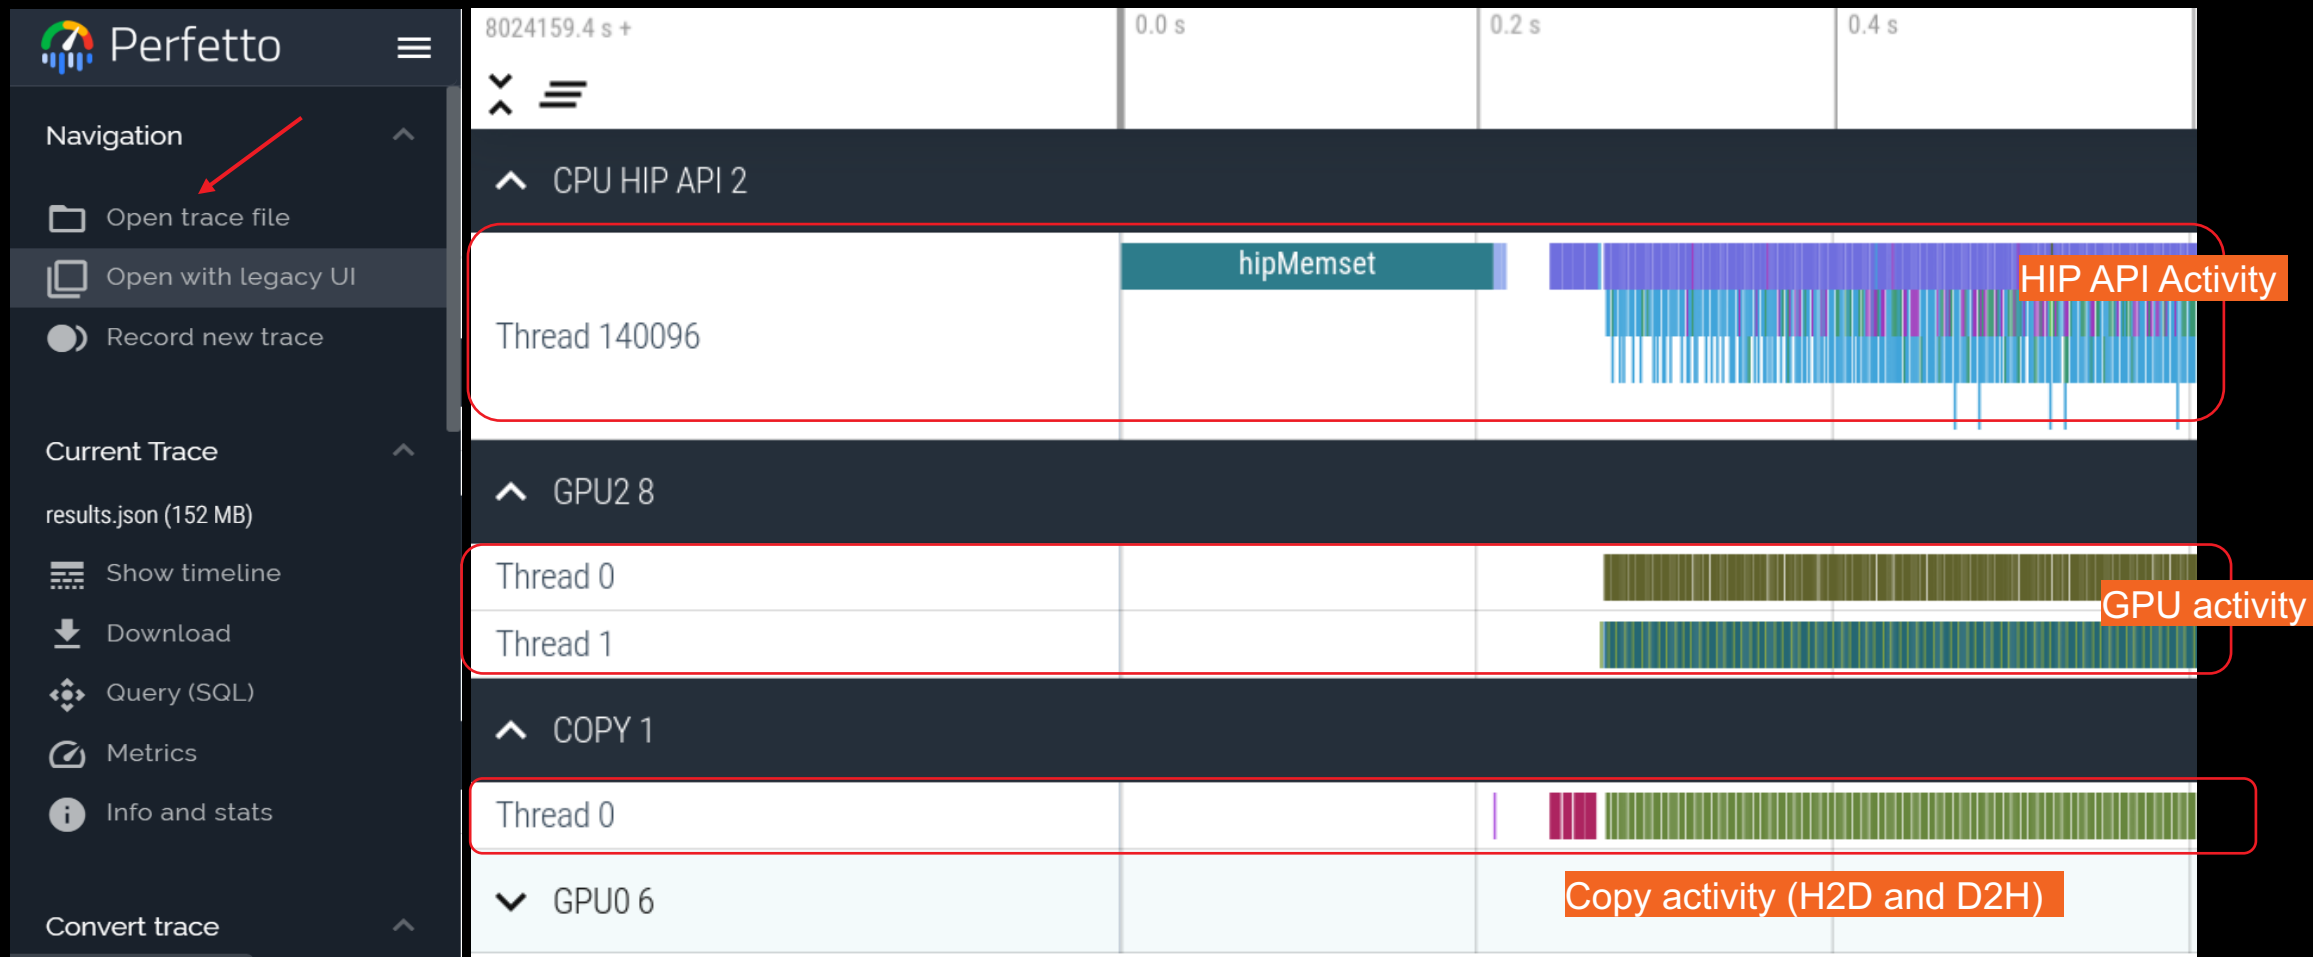 Perfetto
Navigation
Open trace file
Open with legacy UI
Record new trace
Current Trace
results.json (152 MB)
Show timeline
Download
Query (SQL)
Metrics
Info and stats
Convert trace
8024159.4 s +
0.0 s
0.2 s
0.4 s
CPU HIP API 2
hipMemset
HIP API Activity
Thread 140096
GPU2 8
Thread 0
GPU activity
Thread 1
COPY 1
Thread 0
Copy activity (H2D and D2H)
GPU0 6